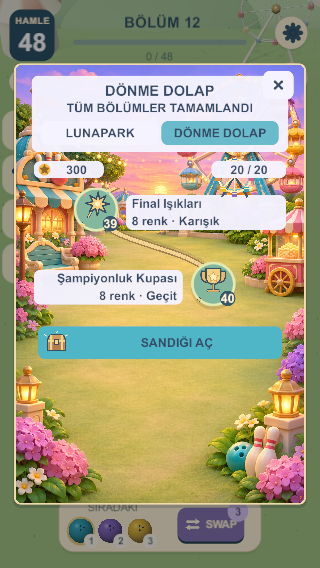 HAMLE
48
BÖLÜM 12
0 / 48
DÖNME DOLAP
TÜM BÖLÜMLER TAMAMLANDI
LUNAPARK
DÖNME DOLAP
300
20 / 20
Final Işıkları
8 renk · Karışık
39
Şampiyonluk Kupası
8 renk · Geçit
40
SANDIĞI AÇ
SIRADAKİ
1
2
3
SWAP
3